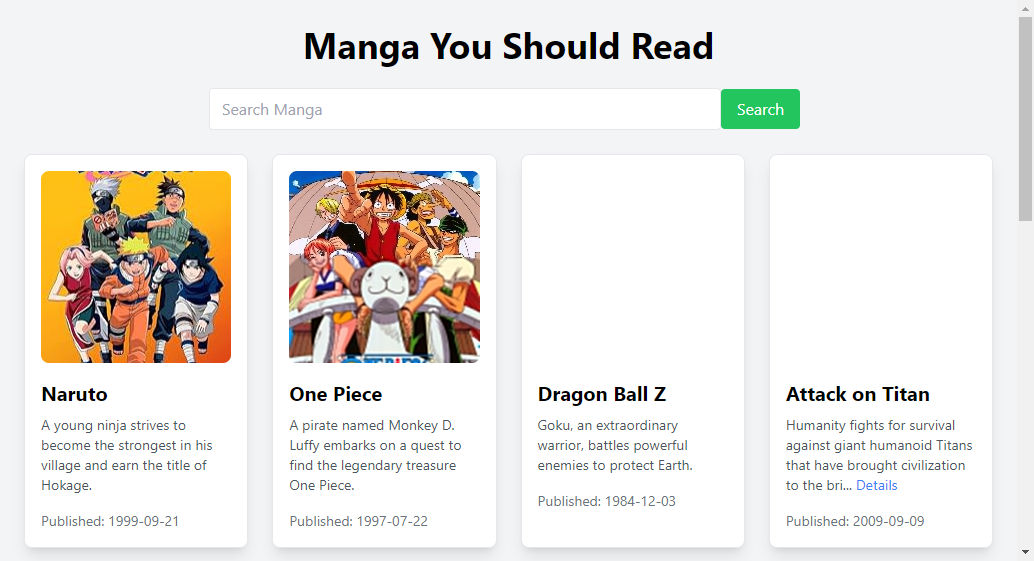 Manga You Should Read
Search Manga
Search
Naruto
A young ninja strives to
become the strongest in his
village and earn the title of
Hokage.
Published: 1999-09-21
One Piece
A pirate named Monkey D.
Luffy embarks on a quest to
find the legendary treasure
One Piece.
Published: 1997-07-22
Dragon Ball Z
Goku, an extraordinary
warrior, battles powerful
enemies to protect Earth.
Published: 1984-12-03
Attack on Titan
Humanity fights for survival
against giant humanoid Titans
that have brought civilization
to the bri... Details
Published: 2009-09-09